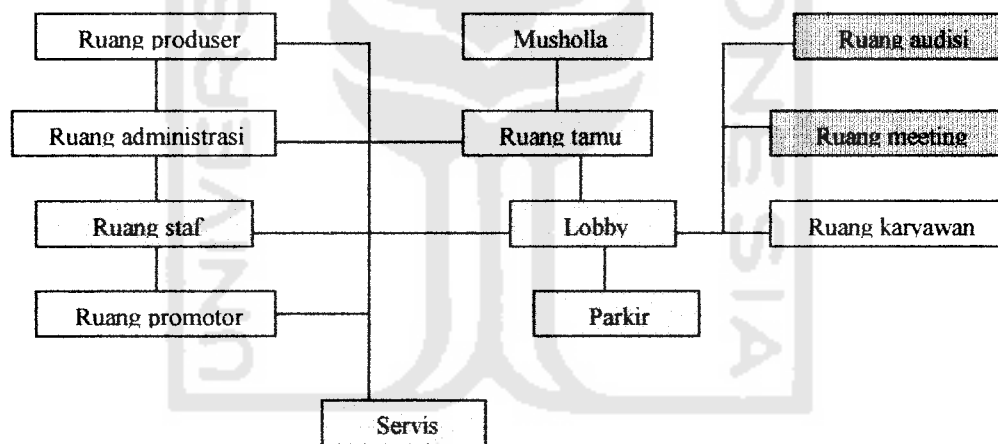 Ruang produser
Musholla
Ruang audisi
Ruang administrasi
Ruang tamu
Ruang meeting
Ruang staf
Lobby
Ruang karyawan
Ruang promotor
Parkir
Servis